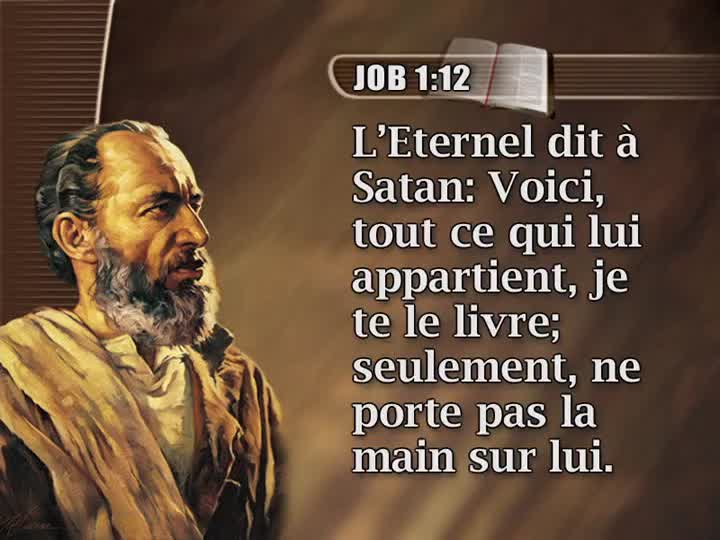 JOB 1:12
L'Eternel dit à
Satan: Voici,
tout ce qui lui
appartient, je
te le livre;
seulement, ne
porte pas la
main sur lui.